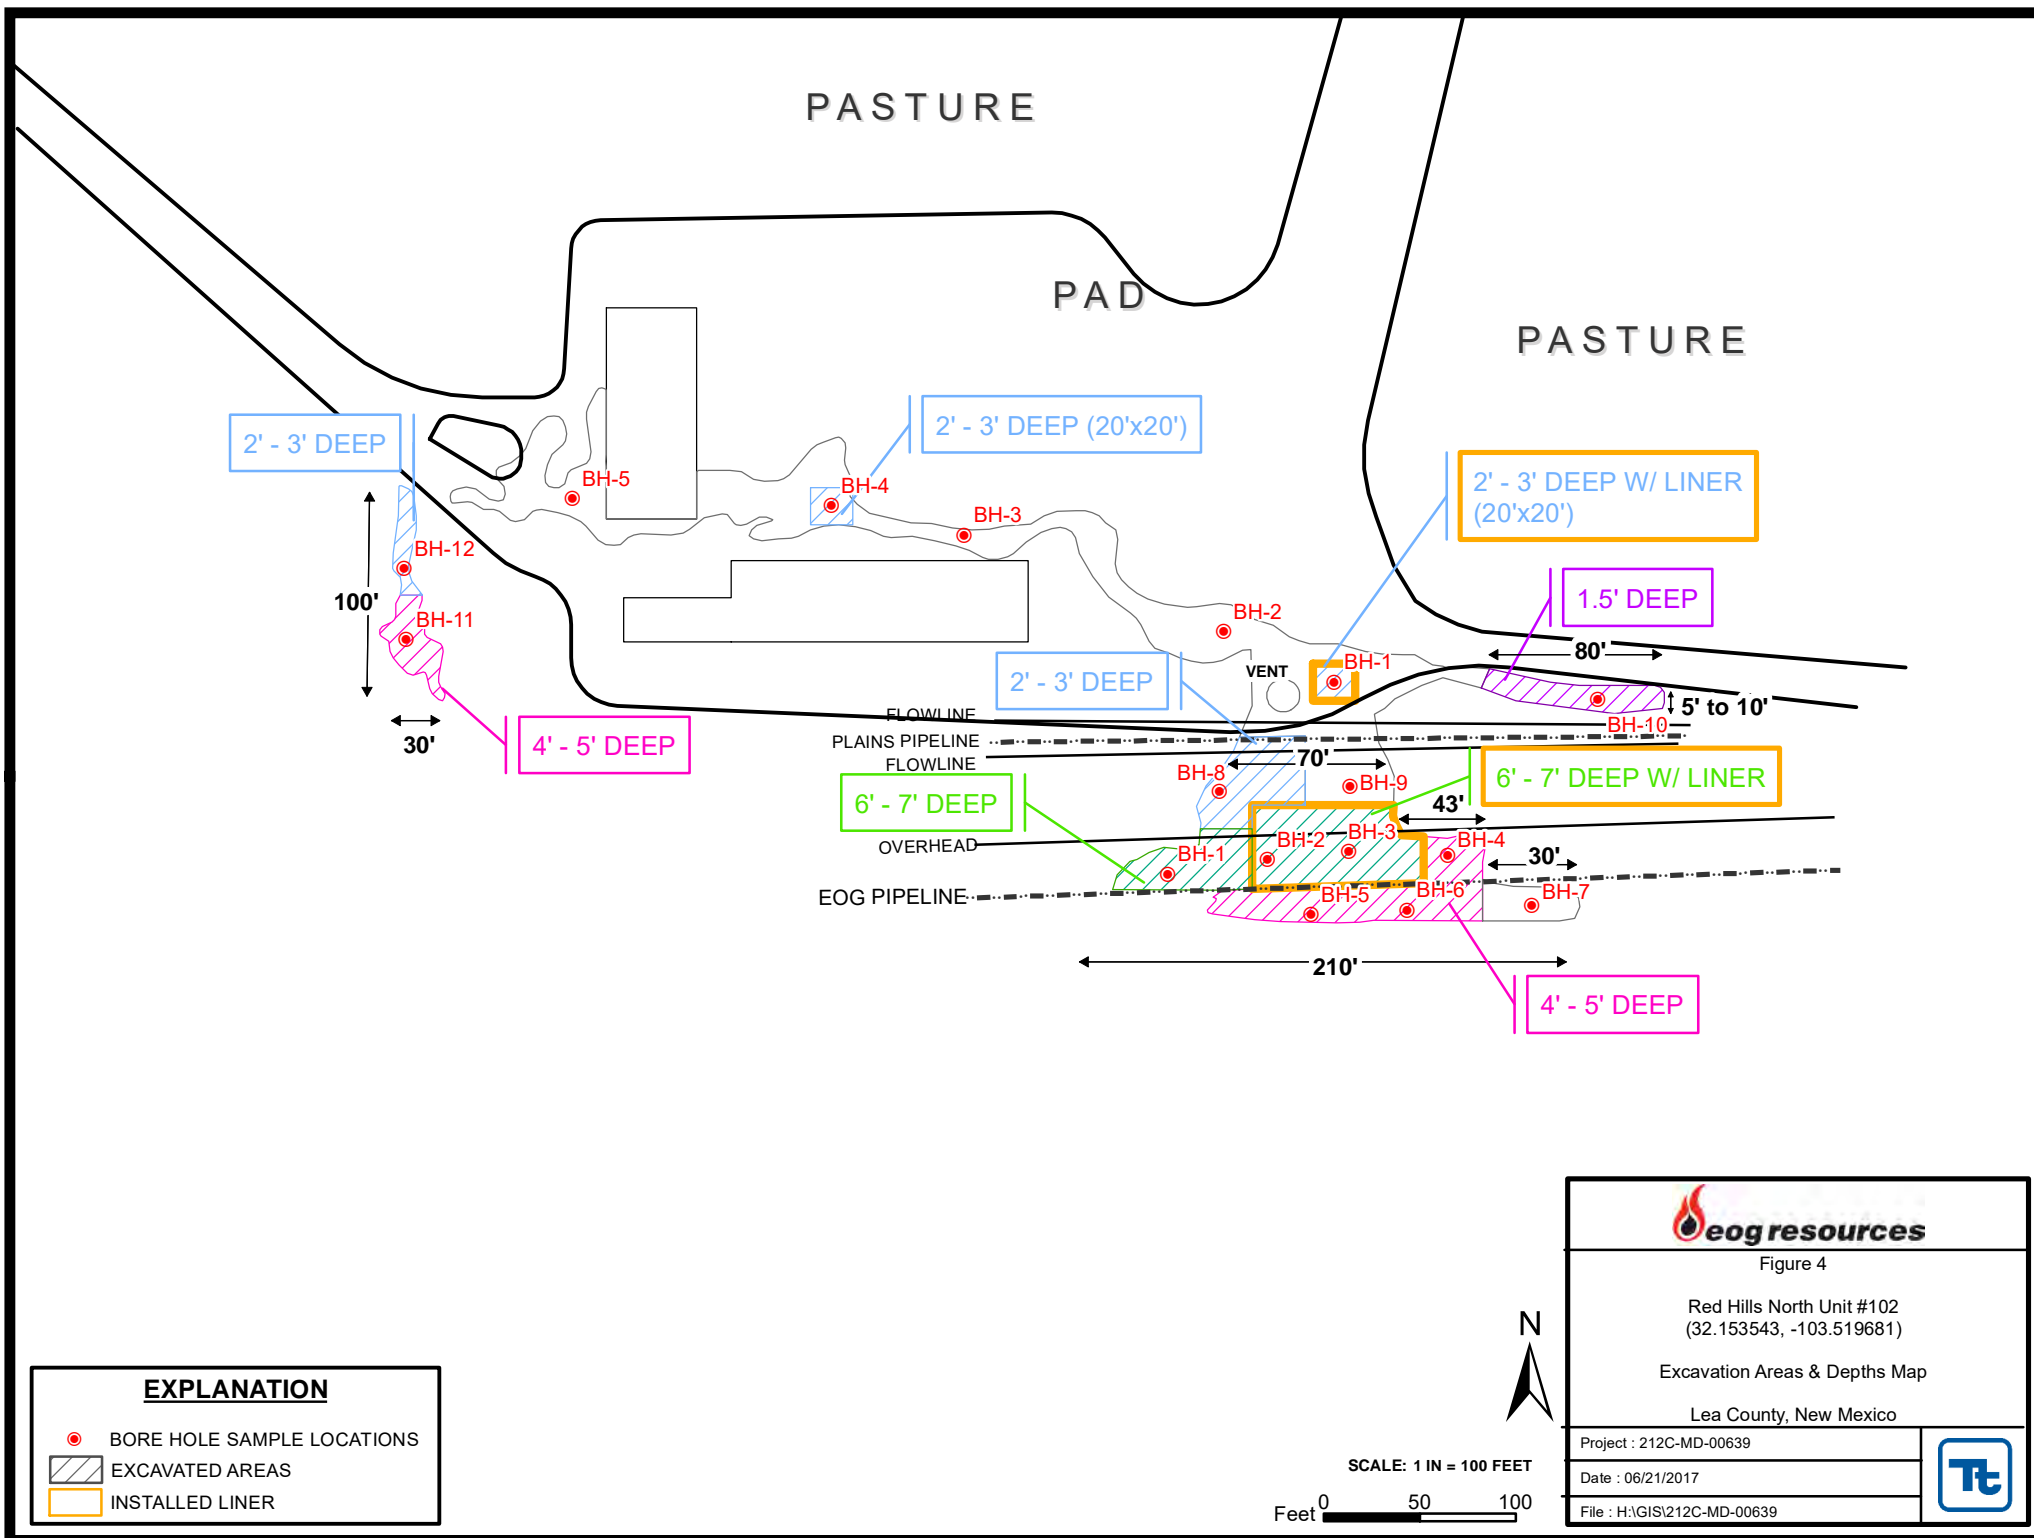 PASTURE
PAD
PASTURE
2' - 3' DEEP
2' - 3' DEEP (20'x20')
2' - 3' DEEP W/ LINER
(20'x20')
BH-5
BH-4
BH-3
BH-12
100'
BH-11
BH-2
1.5' DEEP
80'
VENT
BH-1
2' - 3' DEEP
5' to 10'
BH-10
30'
4' - 5' DEEP
FLOWLINE
PLAINS PIPELINE
FLOWLINE
70'
BH-8
BH-9
6' - 7' DEEP W/ LINER
6' - 7' DEEP
43'
OVERHEAD
BH-1
BH-2
BH-3
BH-4
30'
EOG PIPELINE
BH-5
BH-6
BH-7
210'
4' - 5' DEEP
EXPLANATION
BORE HOLE SAMPLE LOCATIONS
EXCAVATED AREAS
INSTALLED LINER
N
SCALE: 1 IN = 100 FEET
Feet 0 50 100
eog resources
Figure 4
Red Hills North Unit #102
(32.153543, -103.519681)
Excavation Areas & Depths Map
Lea County, New Mexico
Project : 212C-MD-00639
Date : 06/21/2017
File : H:\GIS\212C-MD-00639
Tt